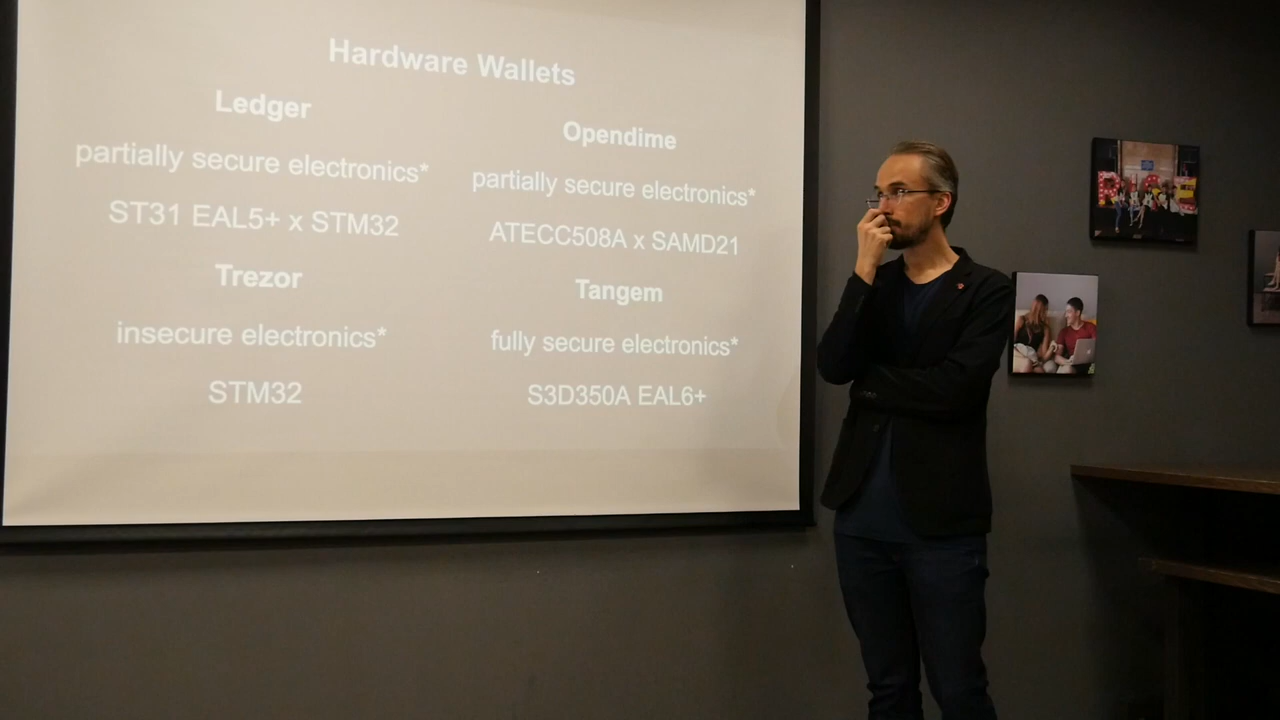 Hardware Wallets
Ledger
partially secure electronics*
ST31 EAL5+ x STM32
Trezor
insecure electronics*
STM32
Opendime
partially secure electronics*
ATECC508A x SAMD21
Tangem
fully secure electronics*
S3D350A EAL6+